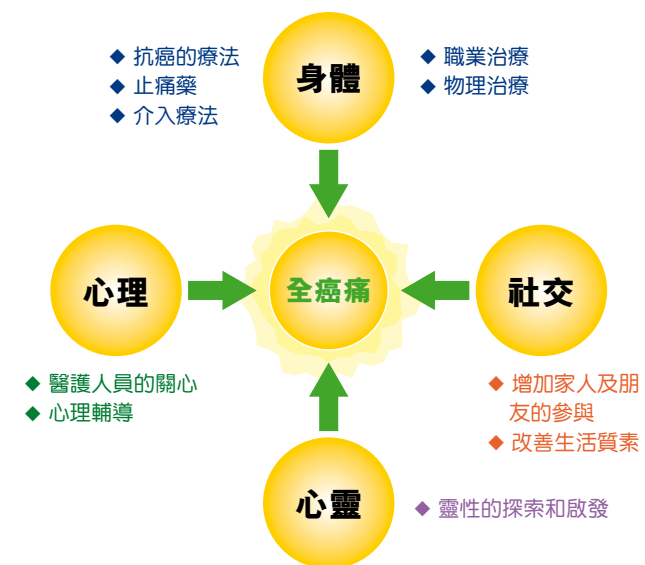 身體
◆ 抗癌的療法
◆ 止痛藥
◆ 介入療法
◆ 職業治療
◆ 物理治療
心理
全癌痛
社交
◆ 醫護人員的關心
◆ 心理輔導
◆ 增加家人及朋
友的參與
◆ 改善生活質素
心靈
◆ 靈性的探索和啟發